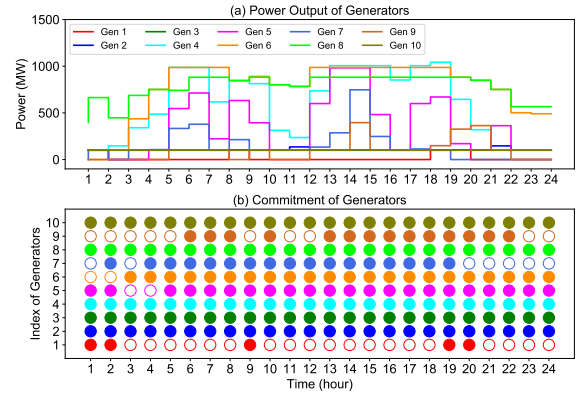 (a) Power Output of Generators
1500
1000
500
0
Power (MW)
Gen 1 Gen 3 Gen 5 Gen 7 Gen 9
Gen 2 Gen 4 Gen 6 Gen 8 Gen 10
1 2 3 4 5 6 7 8 9 10 11 12 13 14 15 16 17 18 19 20 21 22 23 24
(b) Commitment of Generators
10
9
8
7
6
5
4
3
2
1
Index of Generators
1 2 3 4 5 6 7 8 9 10 11 12 13 14 15 16 17 18 19 20 21 22 23 24
Time (hour)